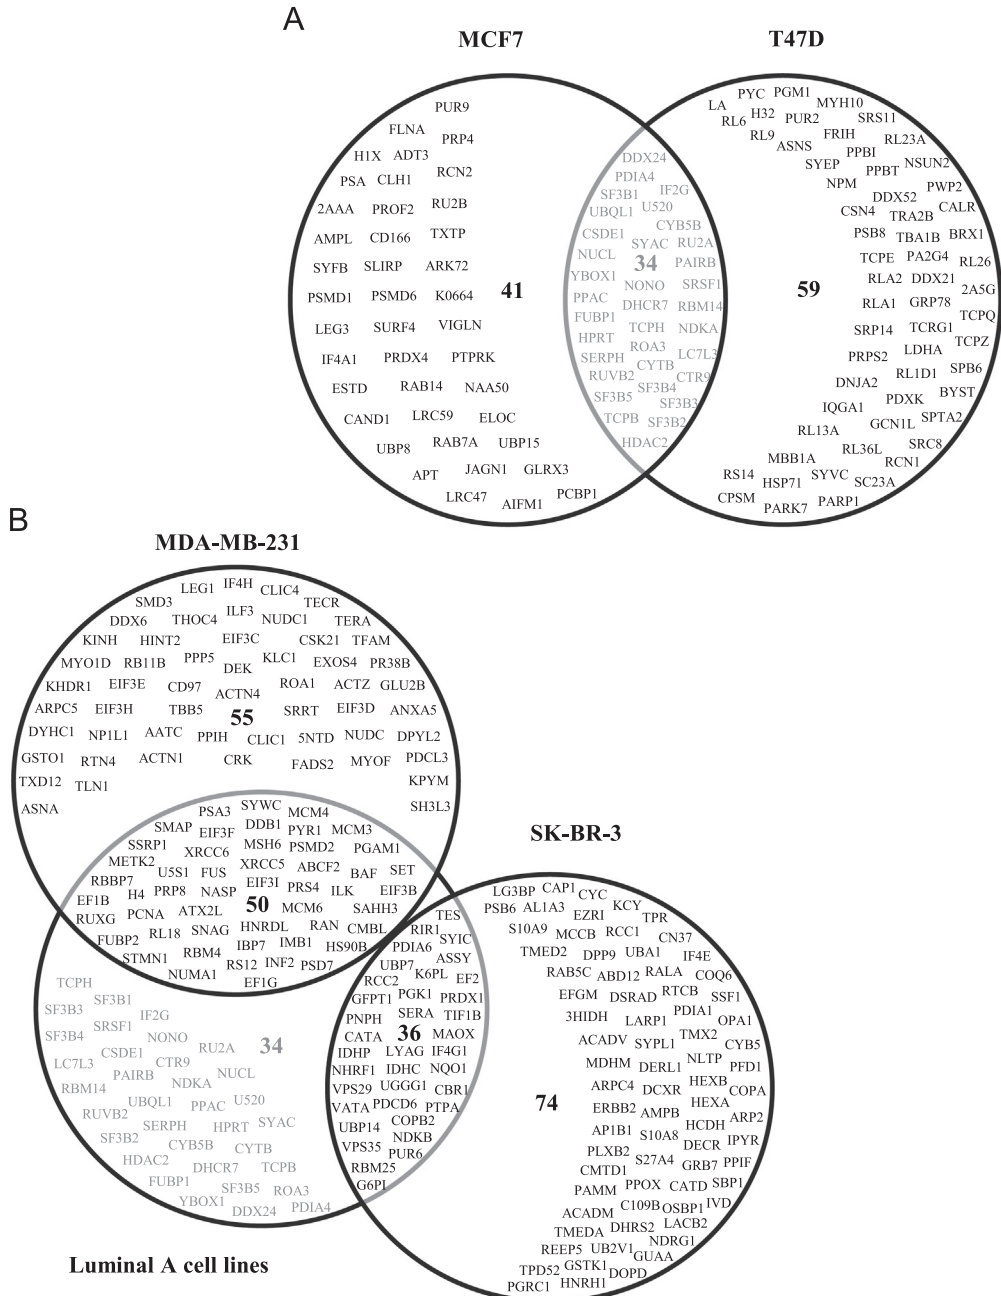 A
MCF7
T47D
PUR9
FLNA
PRP4
H1X ADT3
RCN2
PSA CLH1
2AAA PROF2 RU2B
AMPL CD166 TXTP
SYFB SLIRP ARK72
PSMD1 PSMD6 K0664
41
LEG3 SURF4 VIGLN
IF4A1 PRDX4 PTPRK
ESTD RAB14 NAA50
CAND1 LRC59 ELOC
UBP8 RAB7A UBP15
APT JAGN1 GLRX3
LRC47 AIFM1 PCBP1
DDX24
PDIA4
SF3B1 IF2G
UBQL1 U520
CSDE1 CYB5B
SYAC RU2A
NUCL 34 PAIRB
YBOX1 NONO SRSF1
PPAC DHCR7 RBM14
FUBP1 TCPH NDKA
HPRT ROA3
SERPH CYTB LC7L3
RUVB2 SF3B4 CTR9
SF3B5 SF3B3
TCPB SF3B2
HDAC2
PYC PGM1
LA H32 MYH10
RL6 PUR2 SRS11
RL9 FRIH RL23A
ASNS PPBI
SYEP PPBT NSUN2
NPM PWP2
DDX52
CSN4 TRA2B CALR
PSB8 TBA1B BRX1
TCPE PA2G4 RL26
RLA2 DDX21
59
RLA1 GRP78 2A5G
TCPQ
SRP14 TCRG1
TCPZ
PRPS2 LDHA
RL1D1 SPB6
DNJA2 PDXK BYST
IQGA1
GCN1L SPTA2
RL13A
RL36L SRC8
MBB1A RCN1
RS14 HSP71 SYVC SC23A
CPSM PARK7 PARP1
B
MDA-MB-231
LEG1 IF4H CLIC4
SMD3 TECR
DDX6 THOC4 ILF3 NUDC1 TERA
KINH HINT2 EIF3C CSK21 TFAM
MYO1D RB11B PPP5 DEK KLC1 EXOS4 PR38B
KHDR1 EIF3E CD97 ACTN4 ROA1 ACTZ GLU2B
ARPC5 EIF3H TBB5 SRRT EIF3D ANXA5
55
DYHC1 NP1L1 AATC PPIH CLIC1 5NTD NUDC DPYL2
GSTO1 RTN4 ACTN1 CRK FADS2 MYOF PDCL3
TXD12 TLN1 KPYM
ASNA SH3L3
PSA3 SYWC MCM4
SMAP EIF3F DDB1 PYR1 MCM3
SSRP1 MSH6 PSMD2 PGAM1
METK2 XRCC6 XRCC5 ABCF2
RBBP7 U5S1 FUS BAF SET
EF1B H4 PRP8 NASP EIF3I PRS4 ILK EIF3B
RUXG PCNA ATX2L 50 MCM6 SAHH3
FUBP2 RL18 SNAG HNRDL RAN CMBL
STMN1 RBM4 IBP7 IMB1 HS90B
NUMA1 RS12 INF2 PSD7
EF1G
TCPH
SF3B3 SF3B1
IF2G
SF3B4 SRSF1
NONO
34
CSDE1 RU2A
LC7L3 CTR9
PAIRB NUCL
RBM14 NDKA
UBQL1 PPAC U520
RUVB2
SERPH HPRT SYAC
SF3B2 CYB5B CYTB
HDAC2 DHCR7 TCPB
FUBP1 SF3B5 ROA3
YBOX1 DDX24 PDIA4
Luminal A cell lines
TES
RIR1 SYIC
PDIA6 ASSY
UBP7 K6PL EF2
RCC2
GFPT1 PGK1 PRDX1
SERA TIF1B
PNPH
CATA 36 MAOX
IDHP LYAG IF4G1
NHRF1 IDHC NQO1
VPS29 UGGG1 CBR1
VATA PDCD6 PTPA
UBP14 COPB2
NDKB
VPS35 PUR6
RBM25
G6PI
SK-BR-3
LG3BP CAP1 CYC
PSB6 AL1A3 KCY
S10A9 EZRI TPR
MCCB RCC1 CN37
TMED2 DPP9 UBA1 IF4E
RAB5C ABD12 RALA COQ6
EFGM DSRAD RTCB SSF1
3HIDH LARP1 PDIA1 OPA1
ACADV SYPL1 TMX2 CYB5
MDHM DERL1 NLTP PFD1
ARPC4 DCXR HEXB COPA
74
ERBB2 AMPB HEXA ARP2
AP1B1 HCDH
S10A8 DECR IPYR
PLXB2 S27A4 GRB7 PPIF
CMTD1
PAMM PPOX CATD SBP1
C109B OSBP1 IVD
ACADM LACB2
TMEDA DHRS2 NDRG1
REEP5 UB2V1 GUAA
TPD52 GSTK1 DOPD
PGRC1 HNRH1